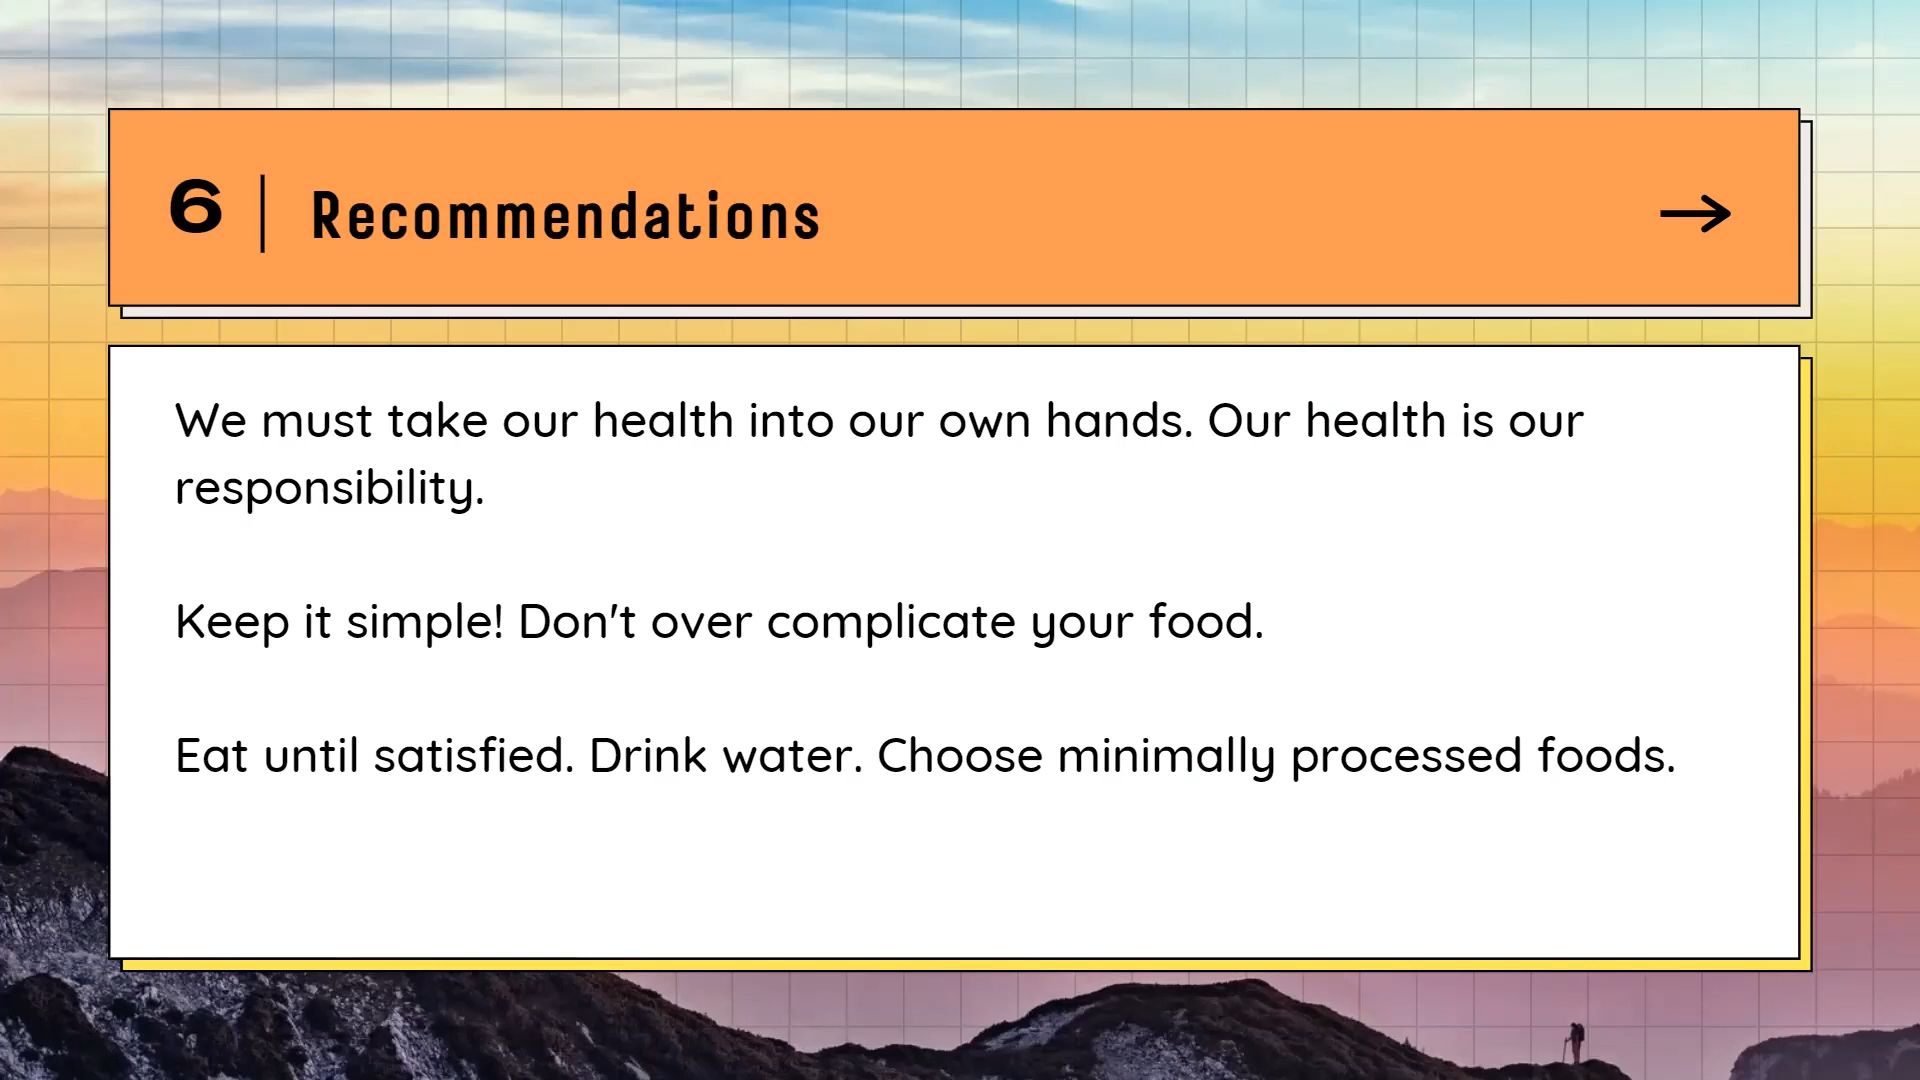 6 | Recommendations
We must take our health into our own hands. Our health is our
responsibility.
Keep it simple! Don't over complicate your food.
Eat until satisfied. Drink water. Choose minimally processed foods.